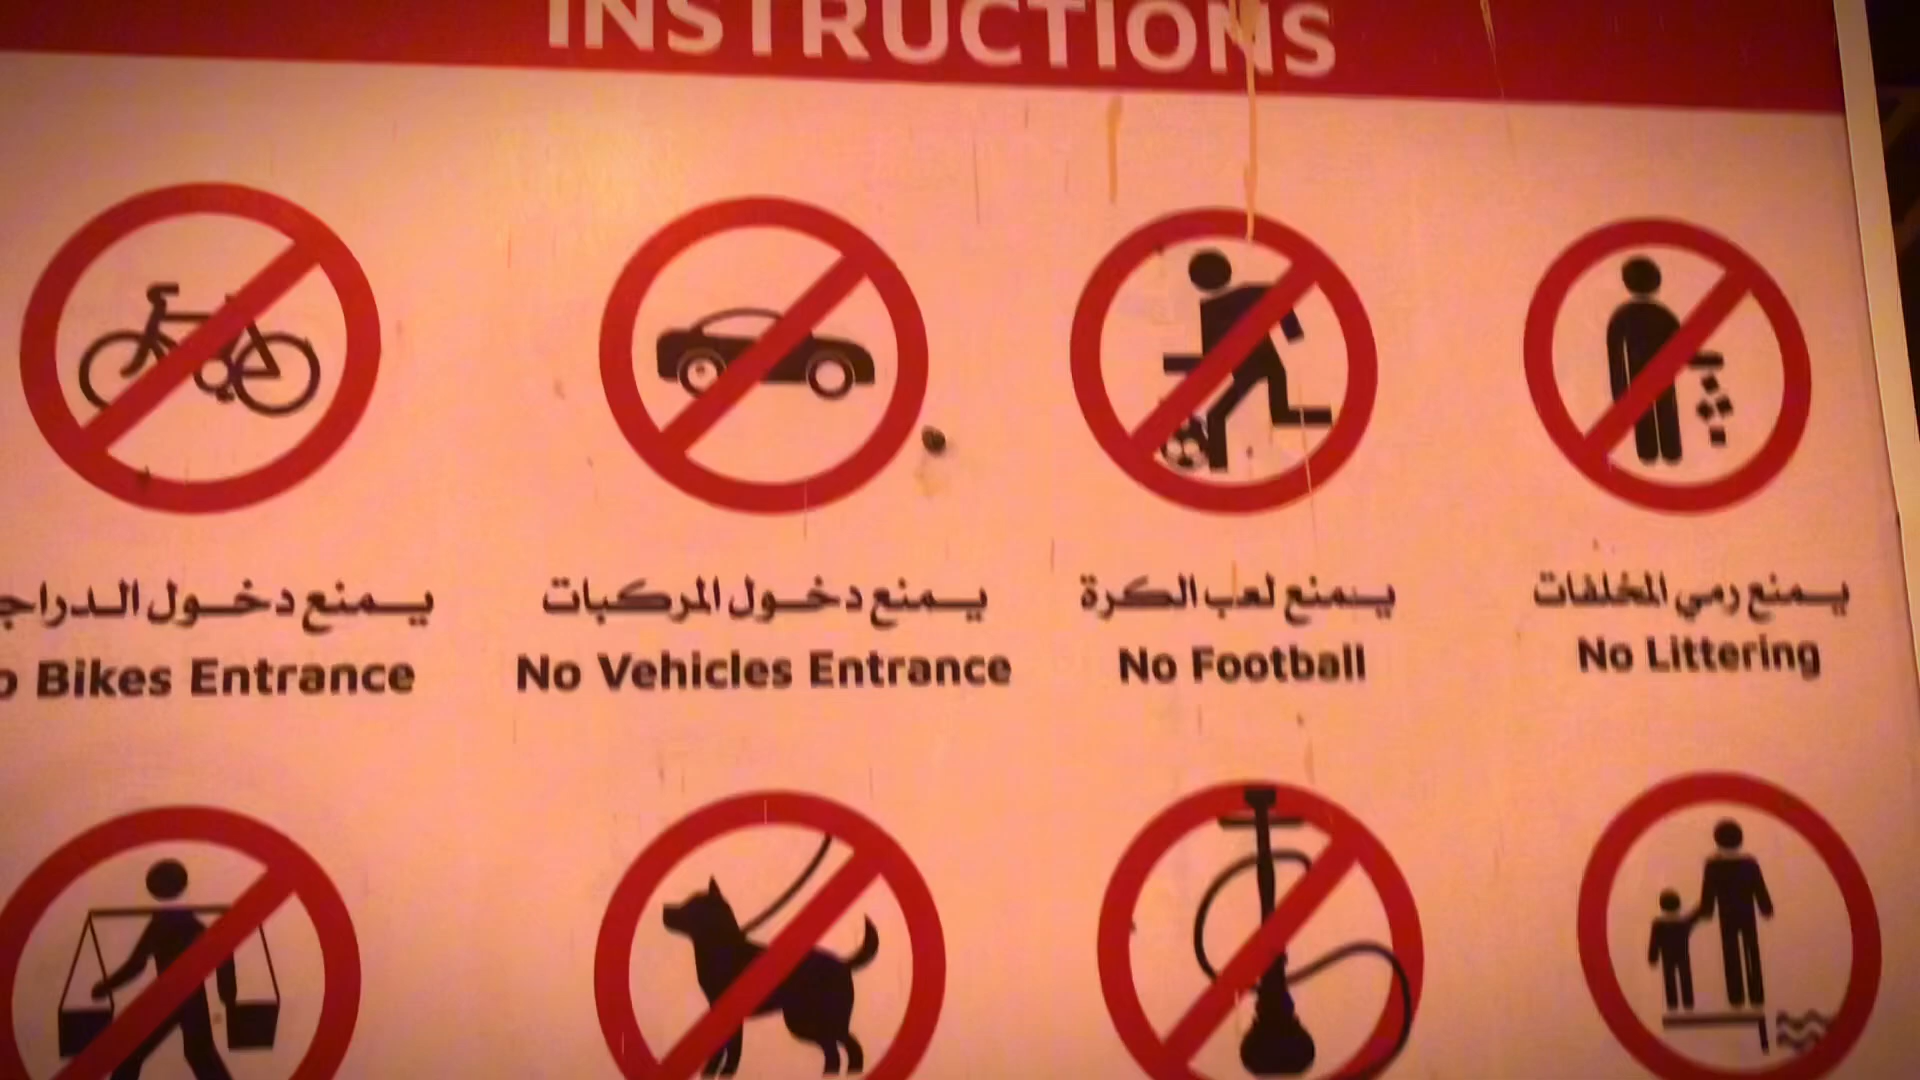 INSTRUCTIONS
يمنع دخول
Bikes Entrance
يمنع دخول المركبات
No Vehicles Entrance
يمنع لعب الكرة
No Football
يمنع رمي المخلفات
No Littering